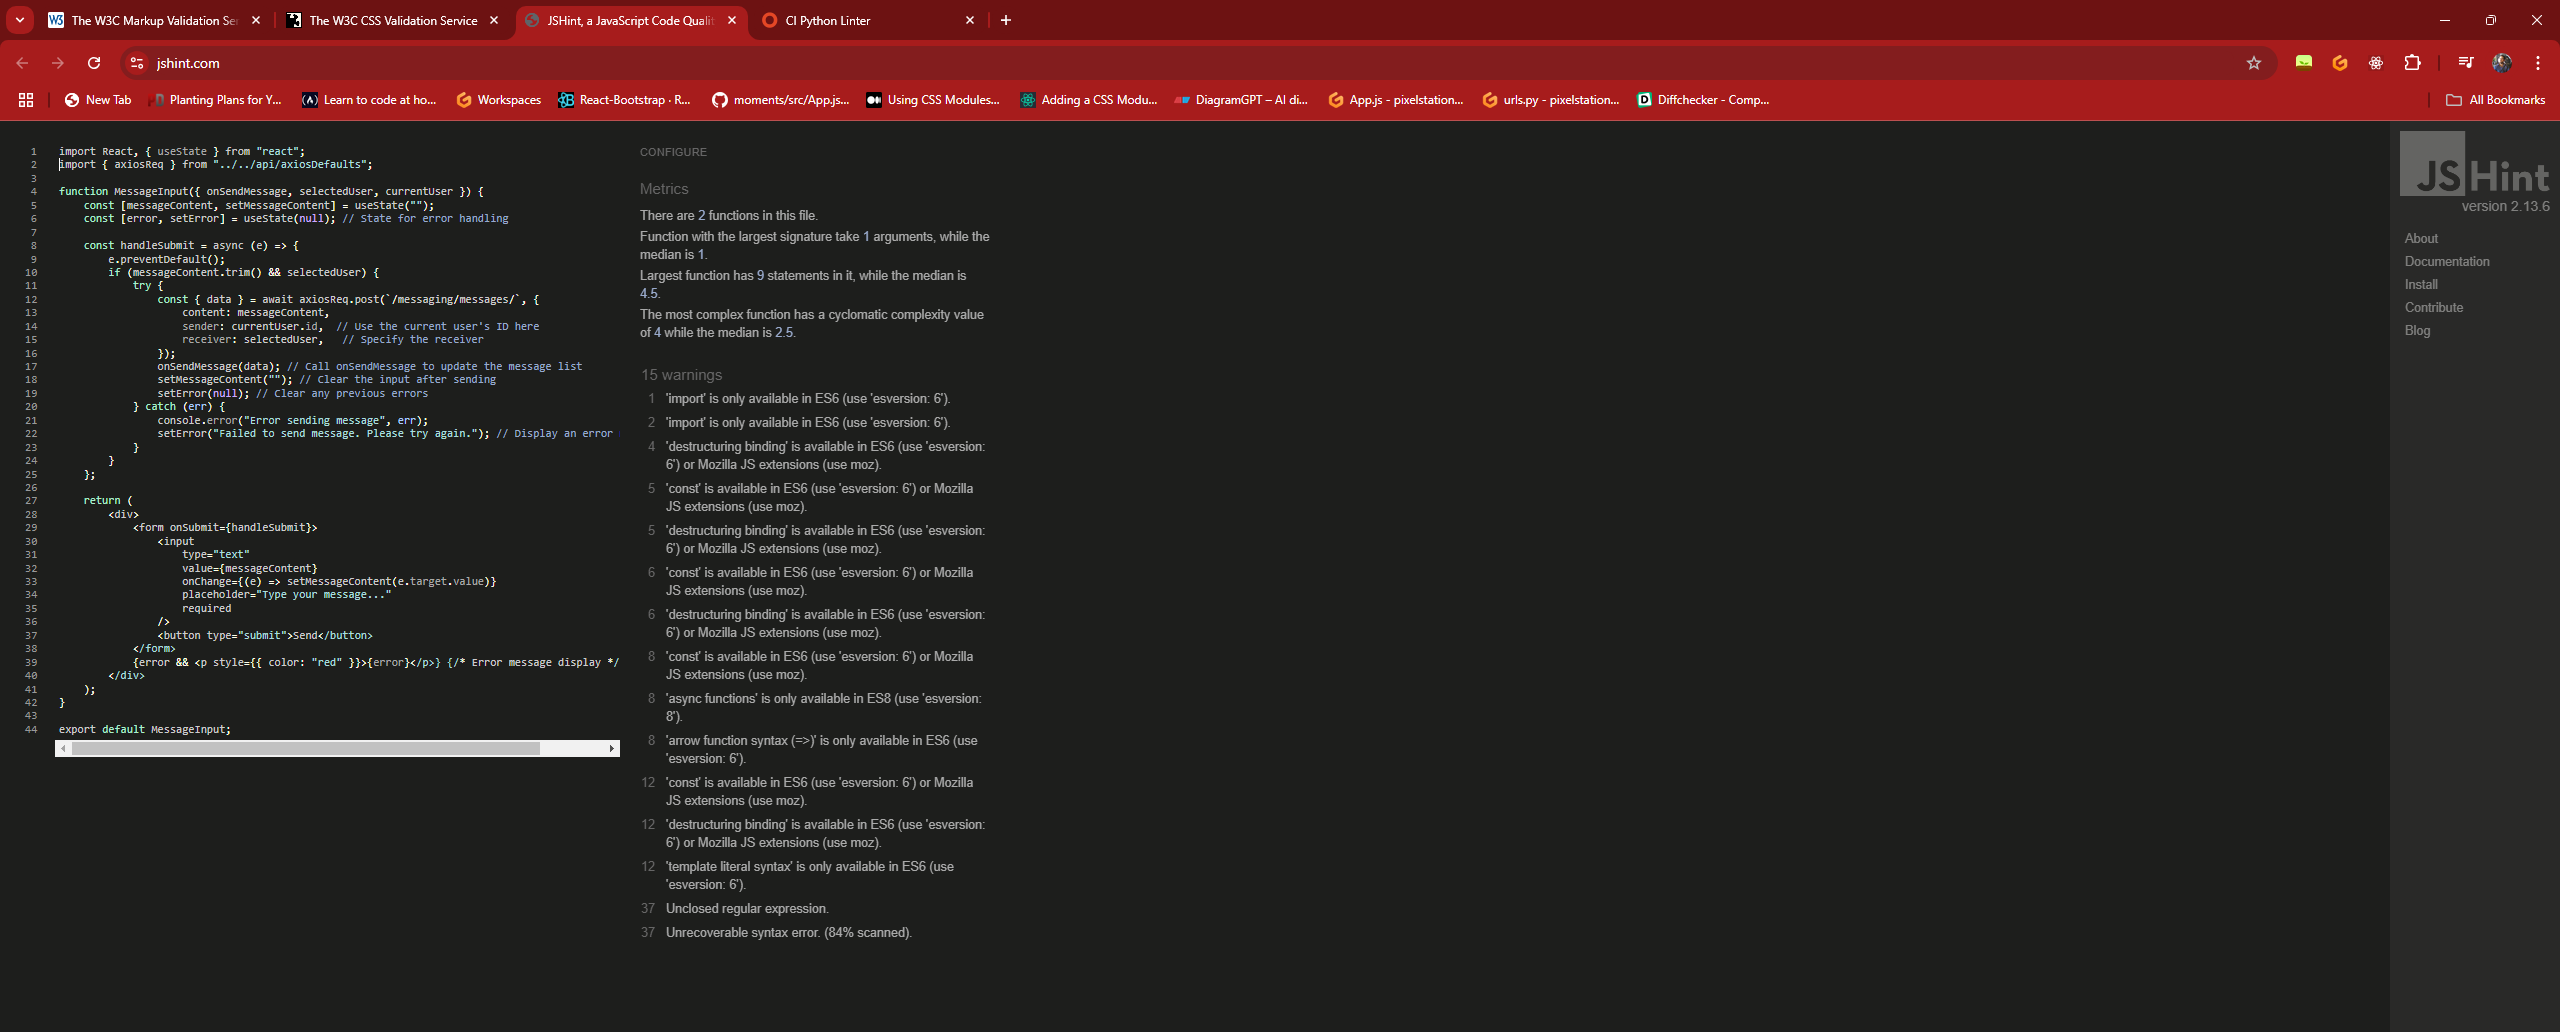 The W3C Markup Validation Se
The W3C CSS Validation Service
JSHint, a JavaScript Code Qualit
CI Python Linter
jshint.com
New Tab
Planting Plans for Y...
Learn to code at ho...
Workspaces
React-Bootstrap · R...
moments/src/App.js...
Using CSS Modules...
Adding a CSS Modu...
DiagramGPT – AI di...
App.js - pixelstation...
urls.py - pixelstation...
Diffchecker - Comp...
All Bookmarks
1 import React, { useState } from "react";
2 import { axiosReq } from "../../api/axiosDefaults";
3
4 function MessageInput({ onSendMessage, selectedUser, currentUser }) {
5 const [messageContent, setMessageContent] = useState("");
6 const [error, setError] = useState(null); // State for error handling
7
8 const handleSubmit = async (e) => {
9 e.preventDefault();
10 if (messageContent.trim() && selectedUser) {
11 try {
12 const { data } = await axiosReq.post(`/messaging/messages/`, {
13 content: messageContent,
14 sender: currentUser.id, // Use the current user's ID here
15 receiver: selectedUser, // Specify the receiver
16 });
17 onSendMessage(data); // Call onSendMessage to update the message list
18 setMessageContent(""); // Clear the input after sending
19 setError(null); // Clear any previous errors
20 } catch (err) {
21 console.error("Error sending message", err);
22 setError("Failed to send message. Please try again."); // Display an error
23 }
24 }
25 };
26
27 return (
28 <div>
29 <form onSubmit={handleSubmit}>
30 <input
31 type="text"
32 value={messageContent}
33 onChange={(e) => setMessageContent(e.target.value)}
34 placeholder="Type your message..."
35 required
36 />
37 <button type="submit">Send</button>
38 </form>
39 {error && <p style={{ color: "red" }}>{error}</p>} {/* Error message display */
40 </div>
41 );
42 }
43
44 export default MessageInput;
CONFIGURE
Metrics
There are 2 functions in this file.
Function with the largest signature take 1 arguments, while the
median is 1.
Largest function has 9 statements in it, while the median is
4.5.
The most complex function has a cyclomatic complexity value
of 4 while the median is 2.5.
15 warnings
1 'import' is only available in ES6 (use 'esversion: 6').
2 'import' is only available in ES6 (use 'esversion: 6').
4 'destructuring binding' is available in ES6 (use 'esversion:
6') or Mozilla JS extensions (use moz).
5 'const' is available in ES6 (use 'esversion: 6') or Mozilla
JS extensions (use moz).
5 'destructuring binding' is available in ES6 (use 'esversion:
6') or Mozilla JS extensions (use moz).
6 'const' is available in ES6 (use 'esversion: 6') or Mozilla
JS extensions (use moz).
6 'destructuring binding' is available in ES6 (use 'esversion:
6') or Mozilla JS extensions (use moz).
8 'const' is available in ES6 (use 'esversion: 6') or Mozilla
JS extensions (use moz).
8 'async functions' is only available in ES8 (use 'esversion:
8').
8 'arrow function syntax (=>)' is only available in ES6 (use
'esversion: 6').
12 'const' is available in ES6 (use 'esversion: 6') or Mozilla
JS extensions (use moz).
12 'destructuring binding' is available in ES6 (use 'esversion:
6') or Mozilla JS extensions (use moz).
12 'template literal syntax' is only available in ES6 (use
'esversion: 6').
37 Unclosed regular expression.
37 Unrecoverable syntax error. (84% scanned).
JSHint
version 2.13.6
About
Documentation
Install
Contribute
Blog